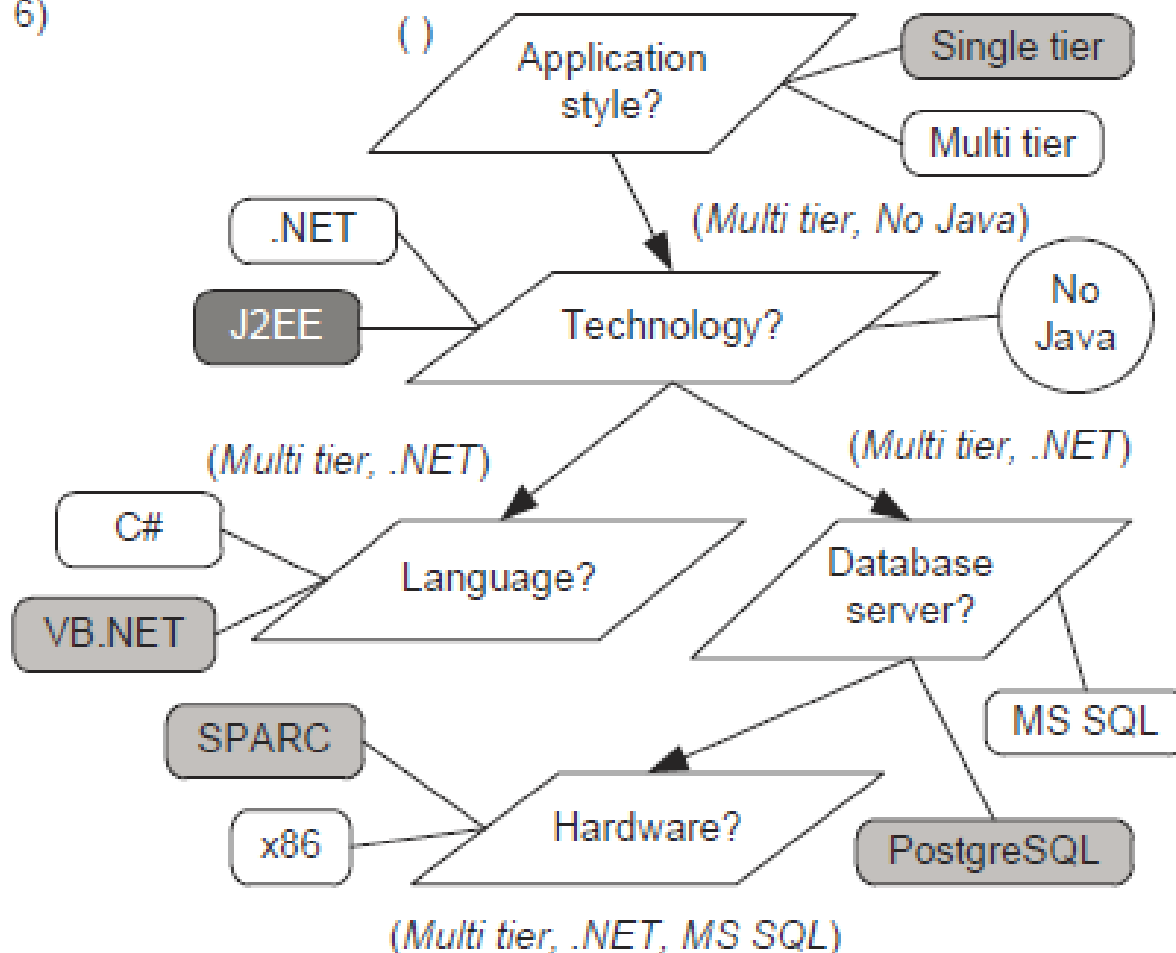 6)
( )
Application
style?
Single tier
Multi tier
(Multi tier, No Java)
.NET
J2EE
Technology?
No
Java
(Multi tier, .NET)
(Multi tier, .NET)
C#
VB.NET
Language?
Database
server?
MS SQL
SPARC
x86
Hardware?
PostgreSQL
(Multi tier, .NET, MS SQL)